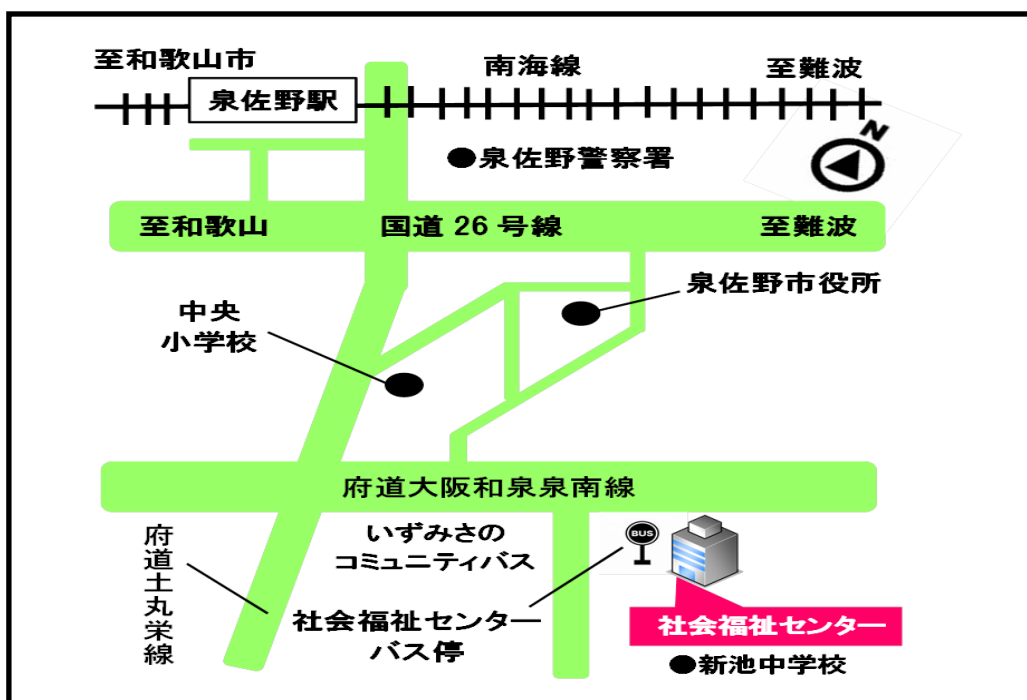 至和歌山市
南海線
至難波
泉佐野駅
N
●泉佐野警察署
至和歌山
国道 26 号線
至難波
泉佐野市役所
中央
小学校
府道大阪和泉泉南線
府道土丸栄線
いずみさの
コミュニティバス
BUS
社会福祉センター
バス停
社会福祉センター
●新池中学校